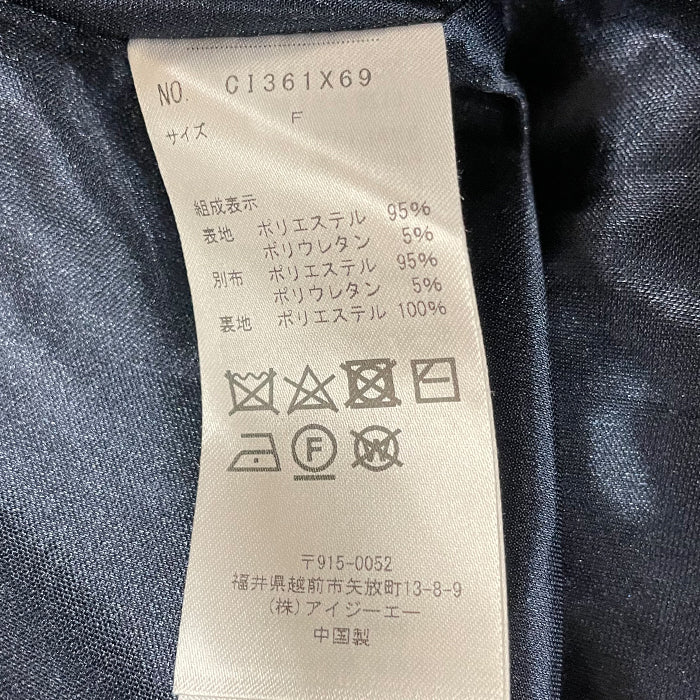 NO. CI361X69
サイズ F
組成表示
表地 ポリエステル 95%
ポリウレタン 5%
別布 ポリエステル 95%
ポリウレタン 5%
裏地 ポリエステル 100%
F W
〒915-0052
福井県越前市矢放町13-8-9
(株)アイジーエー
中国製